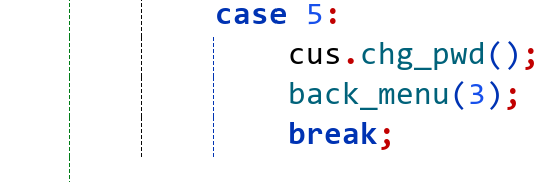 case 5:
cus.chg_pwd();
back_menu(3);
break;